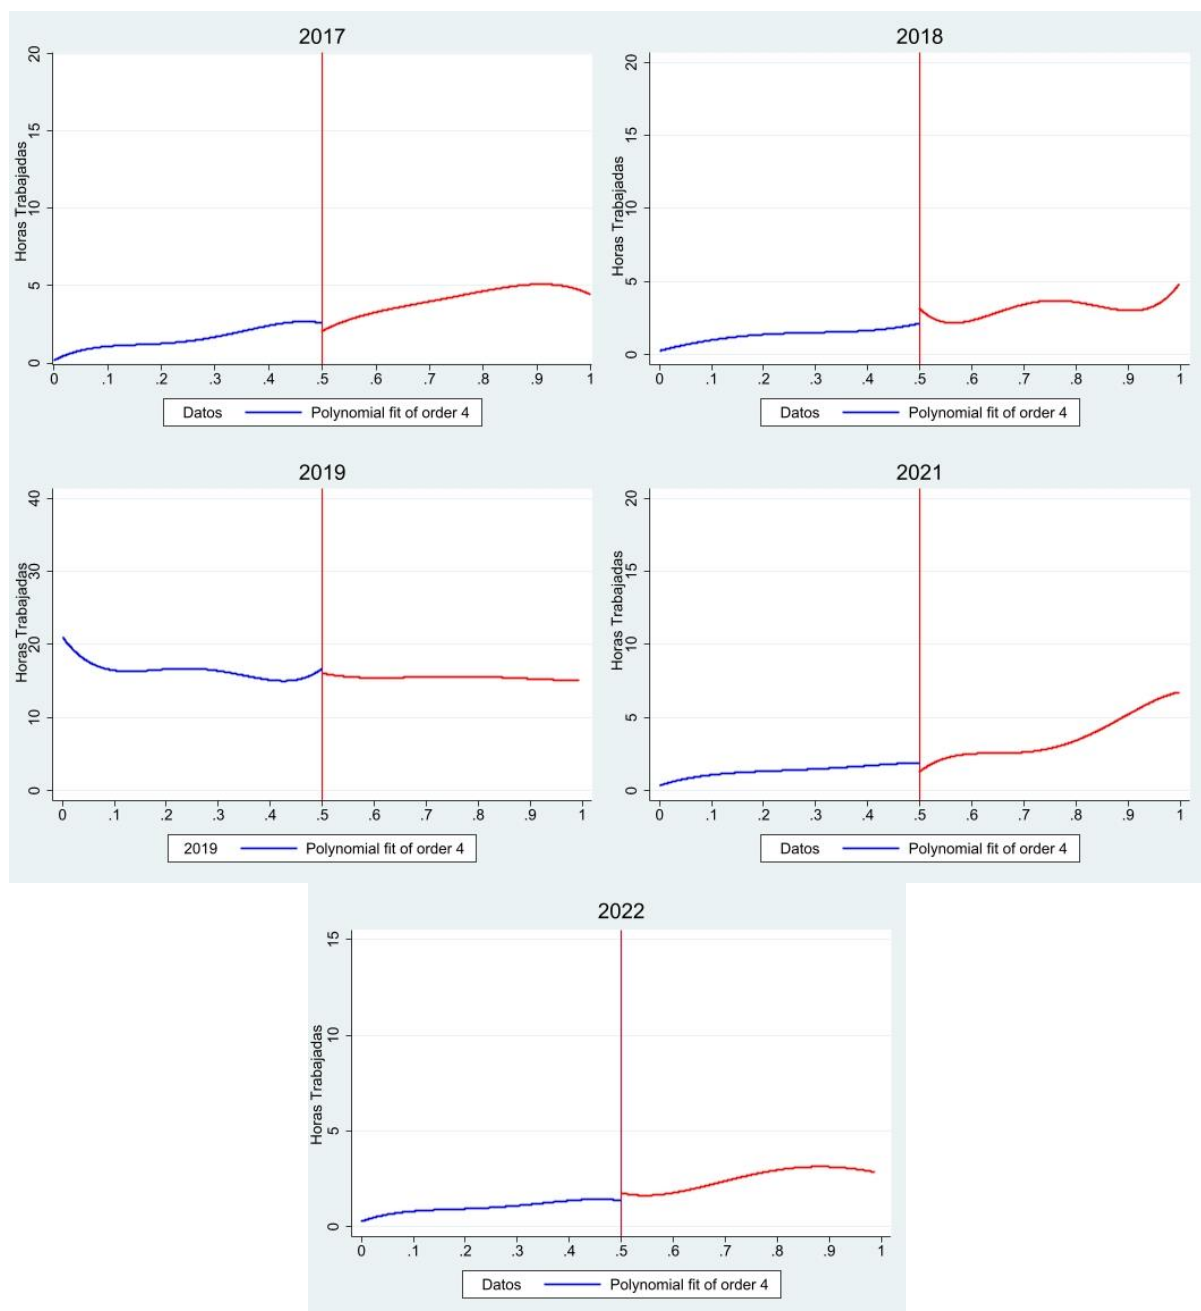 2017
Horas Trabajadas
20
15
10
5
0
0 .1 .2 .3 .4 .5 .6 .7 .8 .9 1
Datos Polynomial fit of order 4
2018
Horas Trabajadas
20
15
10
5
0
0 .1 .2 .3 .4 .5 .6 .7 .8 .9 1
Datos Polynomial fit of order 4
2019
Horas Trabajadas
40
30
20
10
0
0 .1 .2 .3 .4 .5 .6 .7 .8 .9 1
2019 Polynomial fit of order 4
2021
Horas Trabajadas
20
15
10
5
0
0 .1 .2 .3 .4 .5 .6 .7 .8 .9 1
Datos Polynomial fit of order 4
2022
Horas Trabajadas
15
10
5
0
0 .1 .2 .3 .4 .5 .6 .7 .8 .9 1
Datos Polynomial fit of order 4